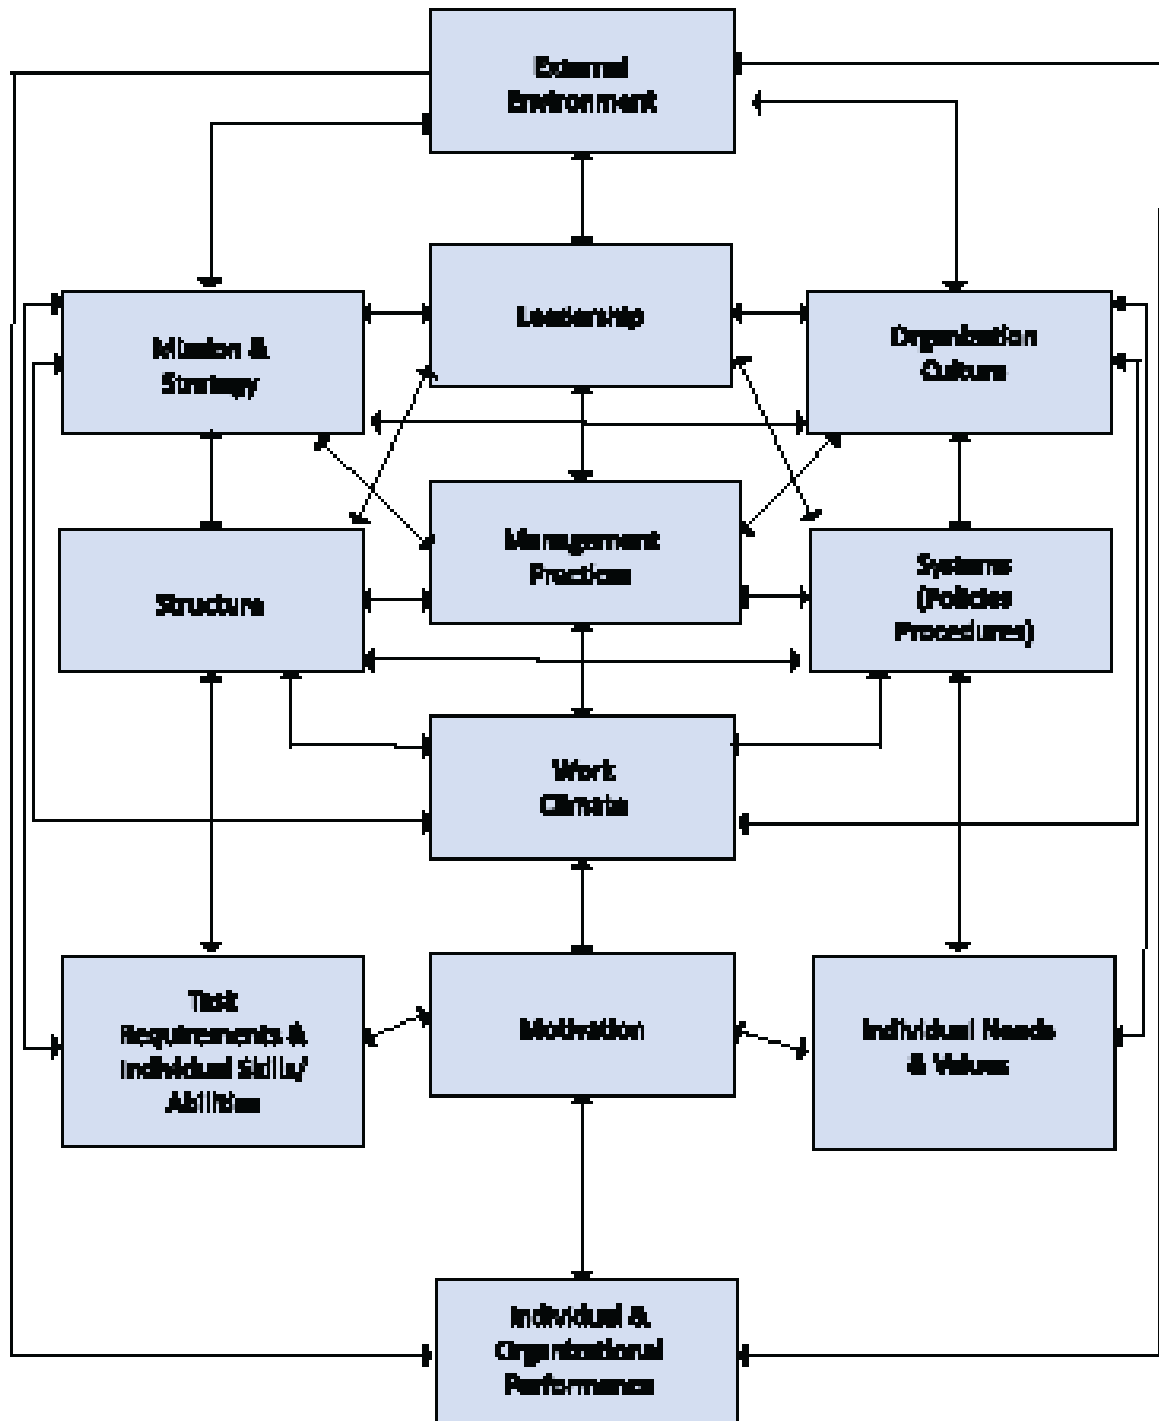 External
Environment
Leadership
Mission &
Strategy
Organization
Culture
Management
Practices
Structure
Systems
(Policies
Procedures)
Work
Climate
Task
Requirements &
Individual Skills/
Abilities
Motivation
Individual Needs
& Values
Individual &
Organizational
Performance